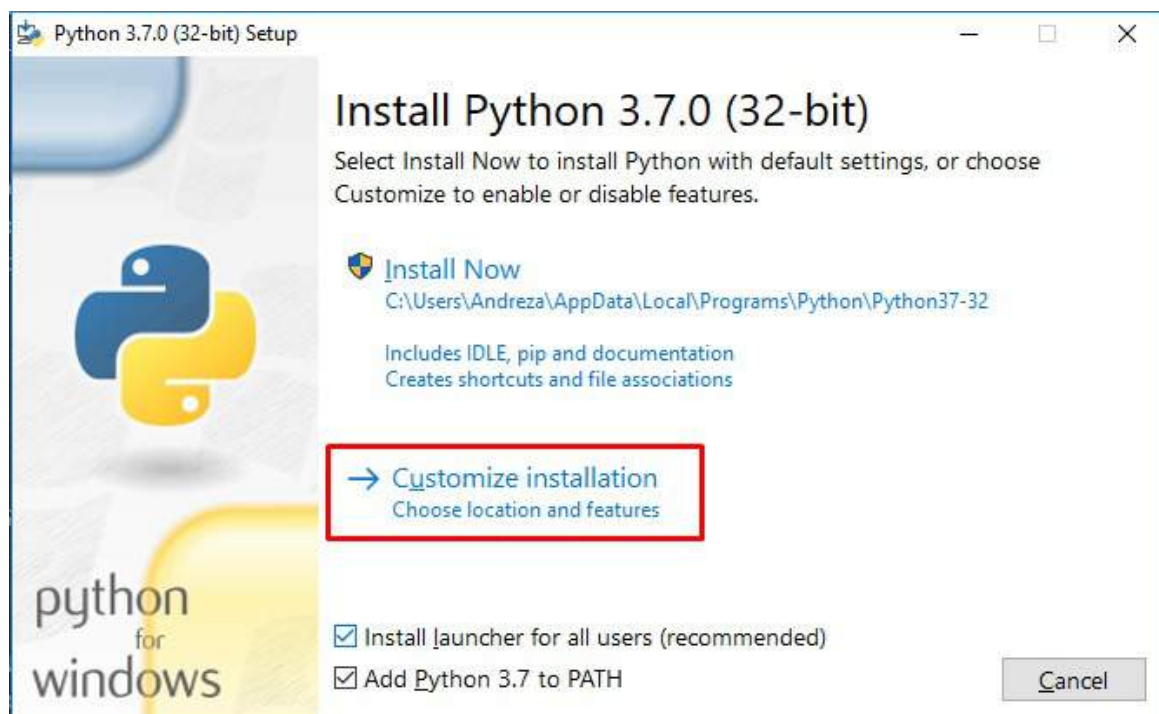 Python 3.7.0 (32-bit) Setup
Install Python 3.7.0 (32-bit)
Select Install Now to install Python with default settings, or choose
Customize to enable or disable features.
Install Now
C:\Users\Andreza\AppData\Local\Programs\Python\Python37-32
Includes IDLE, pip and documentation
Creates shortcuts and file associations
→ Customize installation
Choose location and features
python
for
windows
Install launcher for all users (recommended)
Add Python 3.7 to PATH
Cancel